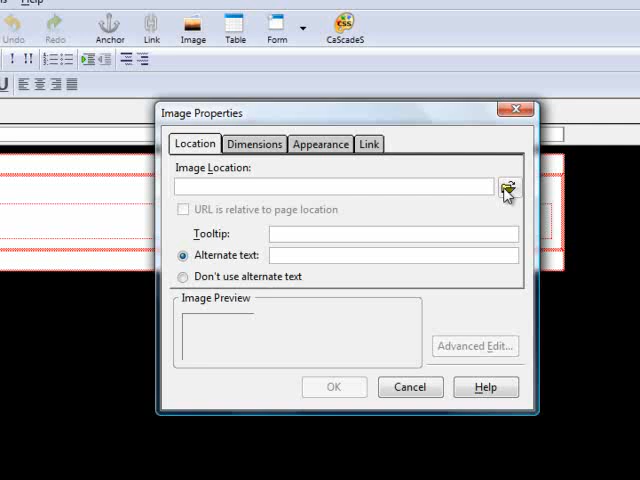 Help
Undo Redo Anchor Link Image Table Form CaScadeS
CSS
! !!
U
Image Properties
Location Dimensions Appearance Link
Image Location:
URL is relative to page location
Tooltip:
Alternate text:
Don't use alternate text
Image Preview
Advanced Edit...
OK Cancel Help